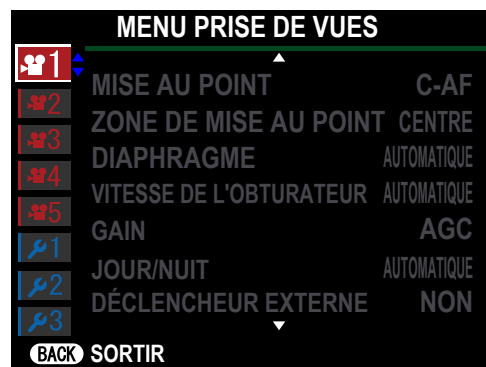 MENU PRISE DE VUES
1
2
3
4
5
1
2
3
MISE AU POINT C-AF
ZONE DE MISE AU POINT CENTRE
DIAPHRAGME AUTOMATIQUE
VITESSE DE L'OBTURATEUR AUTOMATIQUE
GAIN AGC
JOUR/NUIT AUTOMATIQUE
DÉCLENCHEUR EXTERNE NON
BACK SORTIR